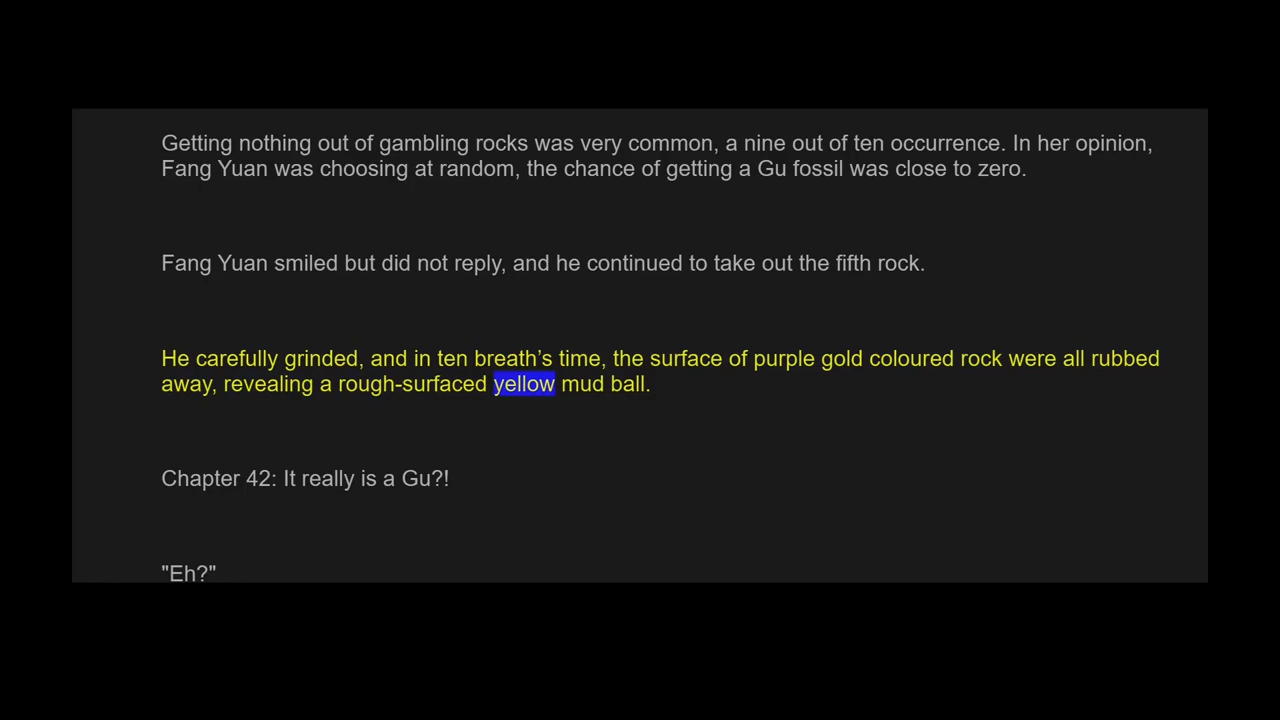 Getting nothing out of gambling rocks was very common, a nine out of ten occurrence. In her opinion,
Fang Yuan was choosing at random, the chance of getting a Gu fossil was close to zero.
Fang Yuan smiled but did not reply, and he continued to take out the fifth rock.
He carefully grinded, and in ten breath’s time, the surface of purple gold coloured rock were all rubbed
away, revealing a rough-surfaced yellow mud ball.
Chapter 42: It really is a Gu?!
"Eh?"